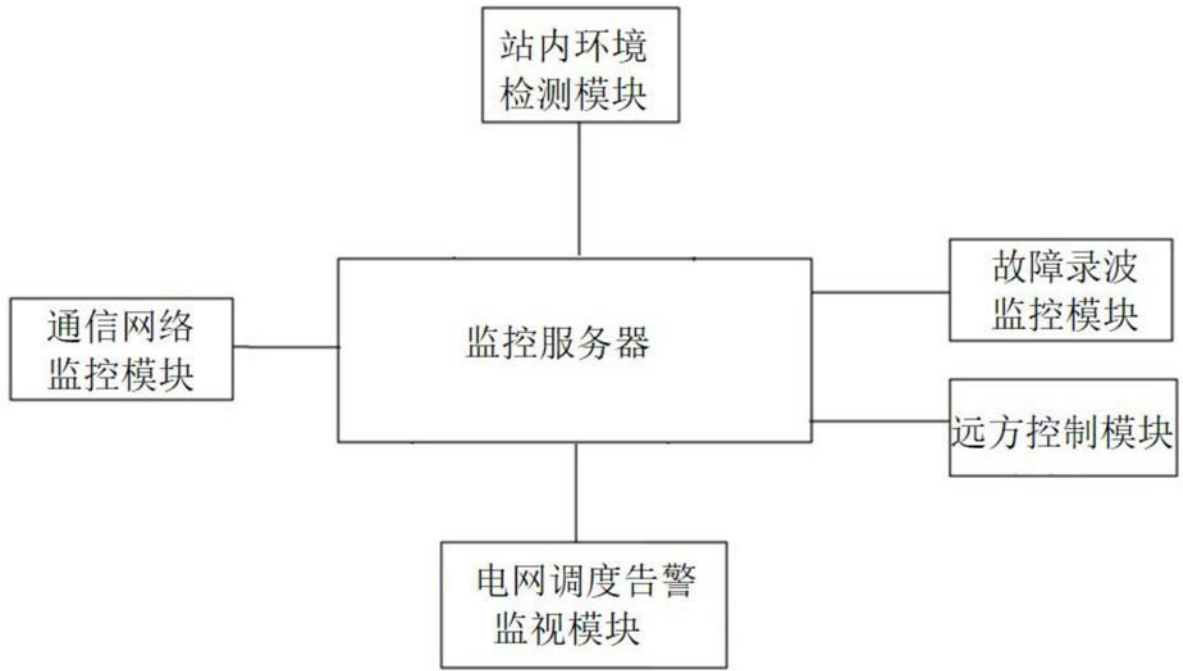 站内环境
检测模块
故障录波
监控模块
通信网络
监控模块
监控服务器
远方控制模块
电网调度告警
监视模块